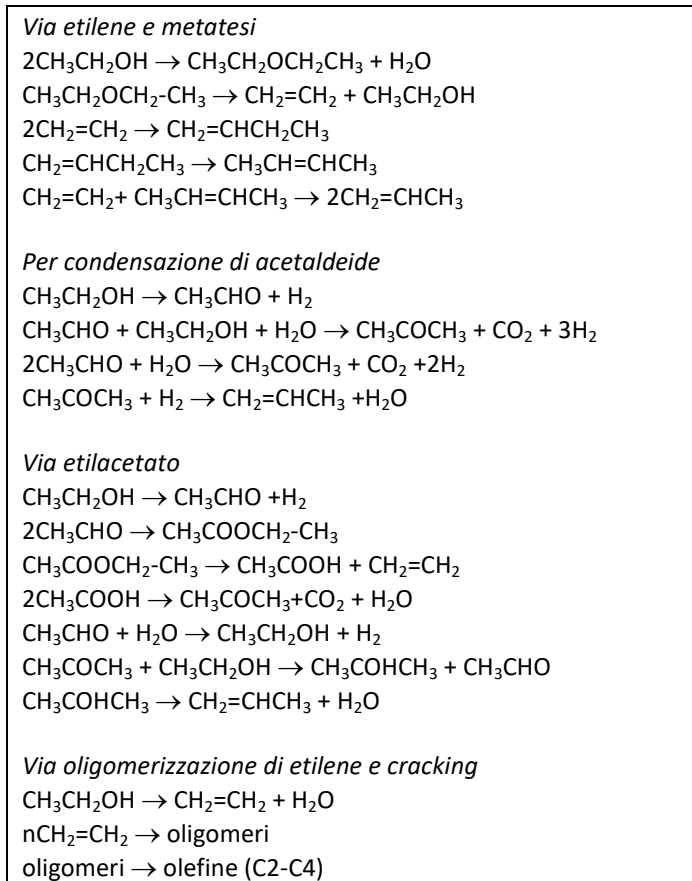 Via etilene e metatesi
2CH₃CH₂OH → CH₃CH₂OCH₂CH₃ + H₂O
CH₃CH₂OCH₂-CH₃ → CH₂=CH₂ + CH₃CH₂OH
2CH₂=CH₂ → CH₂=CHCH₂CH₃
CH₂=CHCH₂CH₃ → CH₃CH=CHCH₃
CH₂=CH₂+ CH₃CH=CHCH₃ → 2CH₂=CHCH₃
Per condensazione di acetaldeide
CH₃CH₂OH → CH₃CHO + H₂
CH₃CHO + CH₃CH₂OH + H₂O → CH₃COCH₃ + CO₂ + 3H₂
2CH₃CHO + H₂O → CH₃COCH₃ + CO₂ +2H₂
CH₃COCH₃ + H₂ → CH₂=CHCH₃ +H₂O
Via etilacetato
CH₃CH₂OH → CH₃CHO +H₂
2CH₃CHO → CH₃COOCH₂-CH₃
CH₃COOCH₂-CH₃ → CH₃COOH + CH₂=CH₂
2CH₃COOH → CH₃COCH₃+CO₂ + H₂O
CH₃CHO + H₂O → CH₃CH₂OH + H₂
CH₃COCH₃ + CH₃CH₂OH → CH₃COHCH₃ + CH₃CHO
CH₃COHCH₃ → CH₂=CHCH₃ + H₂O
Via oligomerizzazione di etilene e cracking
CH₃CH₂OH → CH₂=CH₂ + H₂O
nCH₂=CH₂ → oligomeri
oligomeri → olefine (C2-C4)